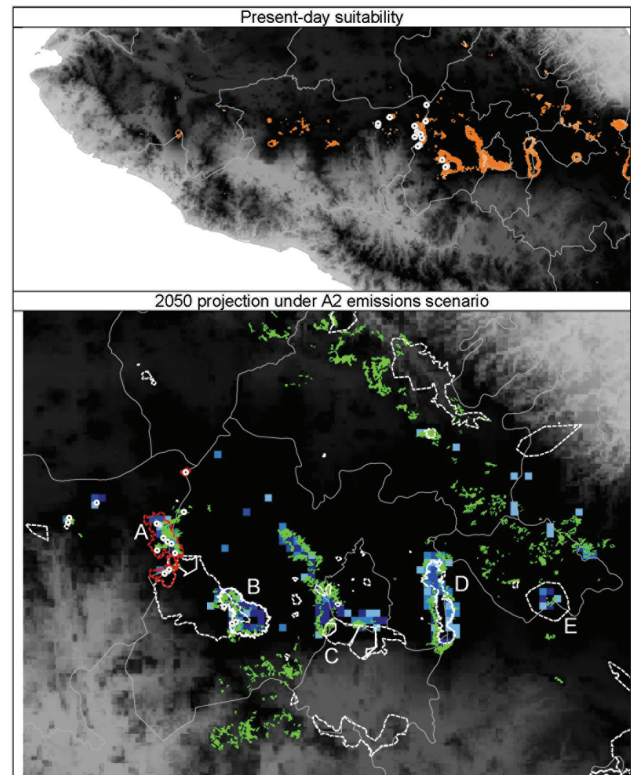 Present-day suitability
2050 projection under A2 emissions scenario
A
B
D
E
C